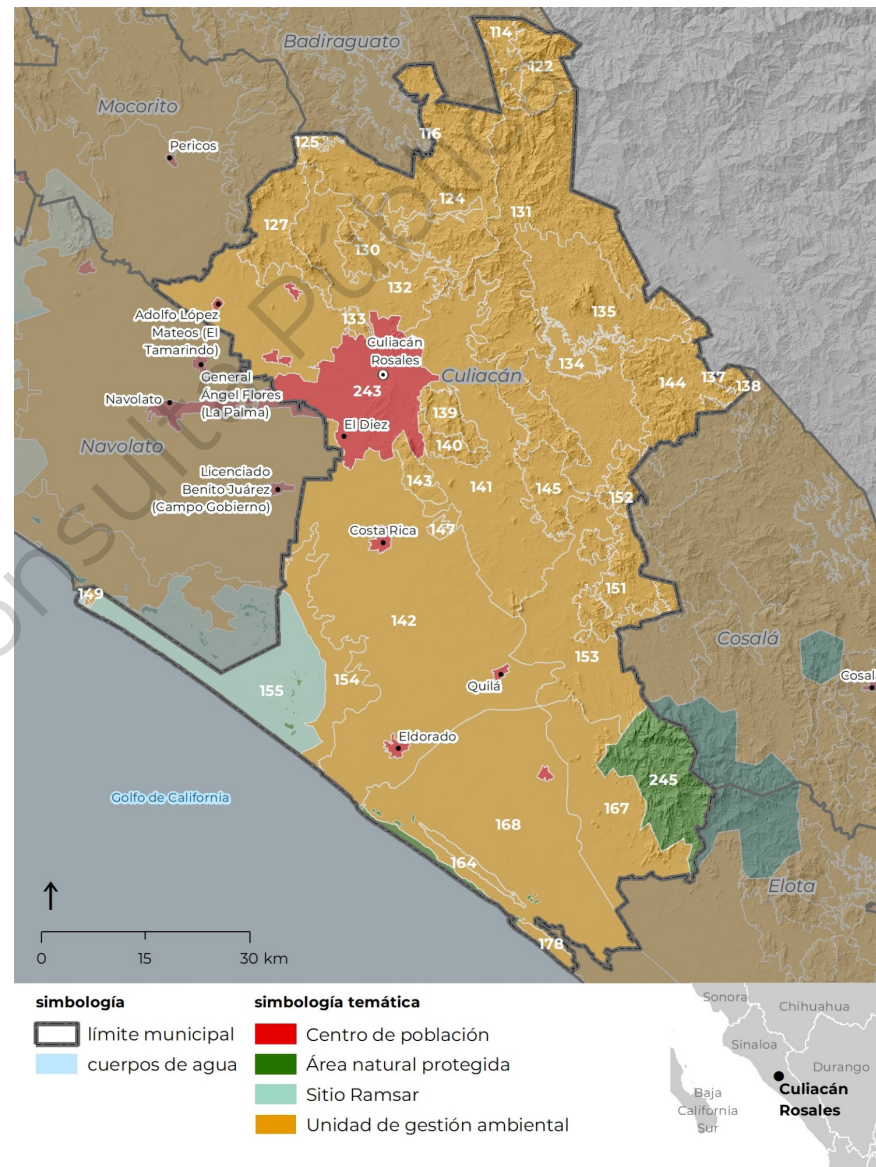 114
Badiraguato
122
Mocorito
116
125
Pericos
124
131
127
130
132
135
Adolfo López
Mateos (El
Tamarindo)
133
Culiacán
Rosales
134
General
Ángel Flores
(La Palma)
243
Culiacán
144
137
138
Navolato
139
El Diez
140
Navolato
Licenciado
Benito Juárez
(Campo Gobierno)
143
141
145
152
147
Costa Rica
149
151
142
Cosalá
153
154
155
Quilá
Cosalá
Eldorado
245
Golfo de California
167
168
164
Elota
178
0 15 30 km
Consulta Pública
simbología
límite municipal
cuerpos de agua
simbología temática
Centro de población
Área natural protegida
Sitio Ramsar
Unidad de gestión ambiental
Sonora
Chihuahua
Sinaloa
Durango
Culiacán
Rosales
Baja
California
Sur